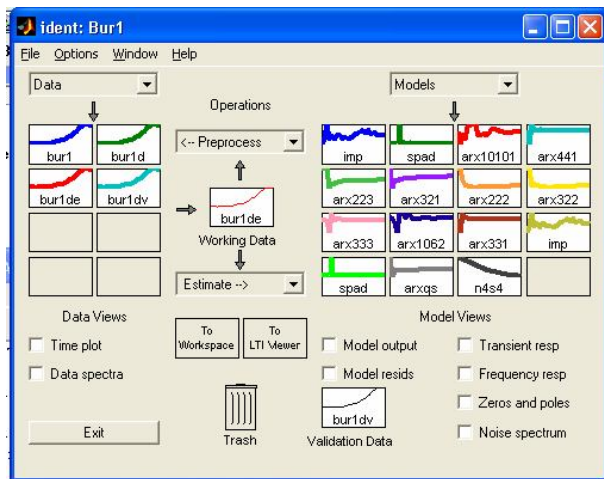 ident: Bur1
File Options Window Help
Data
Models
Operations
<-- Preprocess
bur1 bur1d
bur1de bur1dv
imp spad arx10101 arx441
arx223 arx321 arx222 arx322
arx333 arx1062 arx331 imp
spad arxqs n4s4
bur1de
Working Data
Estimate -->
Data Views
Time plot
Data spectra
To Workspace
To LTI Viewer
Model Views
Model output
Transient resp
Model resids
Frequency resp
Zeros and poles
Noise spectrum
Exit
Trash
bur1dv
Validation Data